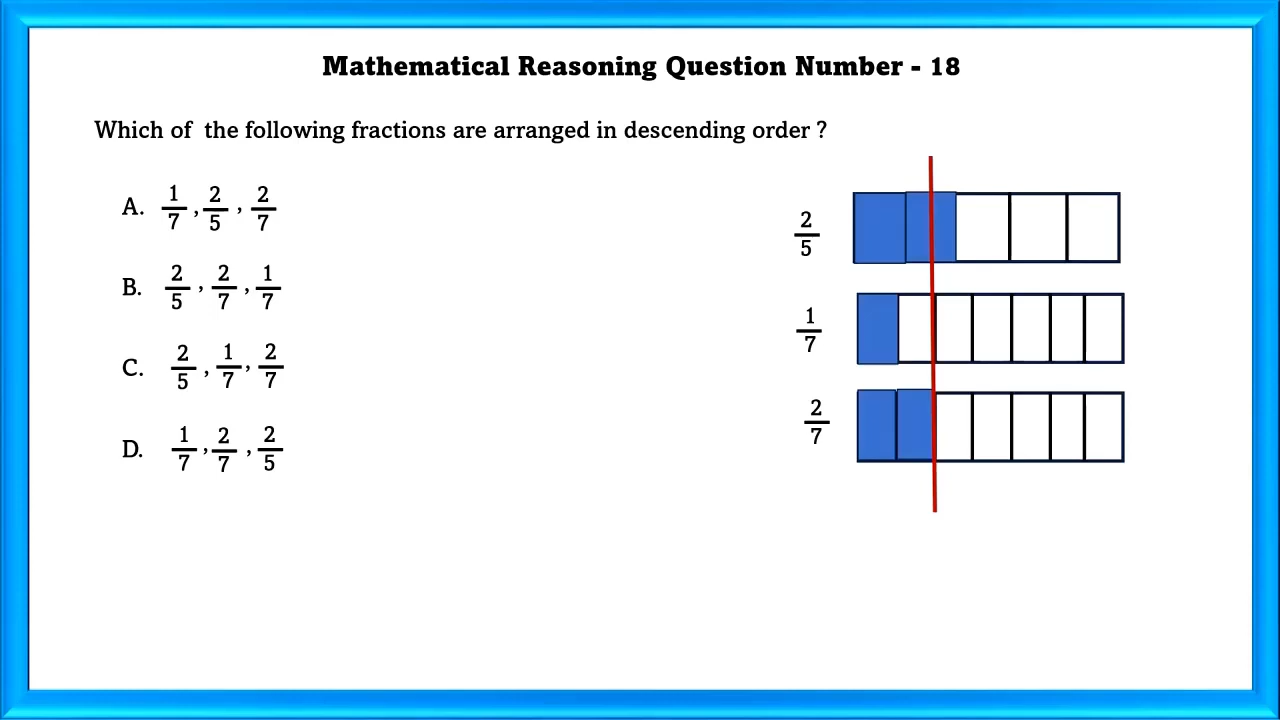 Mathematical Reasoning Question Number - 18
Which of the following fractions are arranged in descending order ?
A. 1/7 , 2/5 , 2/7
B. 2/5 , 2/7 , 1/7
C. 2/5 , 1/7 , 2/7
D. 1/7 , 2/7 , 2/5
2/5
1/7
2/7